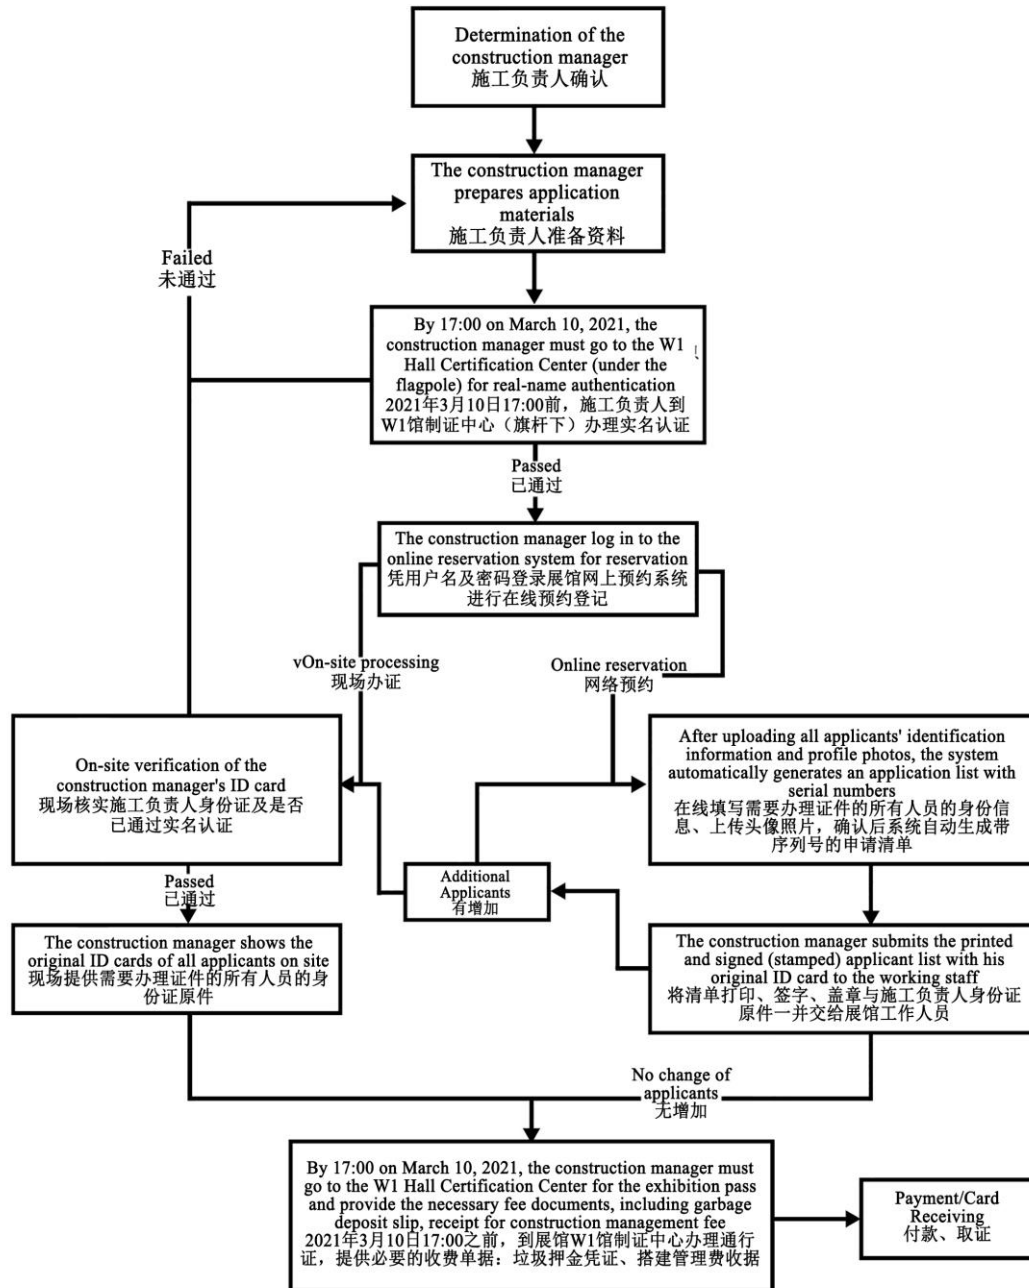 Determination of the
construction manager
施工负责人确认
The construction manager
prepares application
materials
施工负责人准备资料
Failed
未通过
By 17:00 on March 10, 2021, the
construction manager must go to the W1
Hall Certification Center (under the
flagpole) for real-name authentication
2021年3月10日17:00前，施工负责人到
W1馆制证中心（旗杆下）办理实名认证
Passed
已通过
The construction manager log in to the
online reservation system for reservation
凭用户名及密码登录展馆网上预约系统
进行在线预约登记
vOn-site processing
现场办证
Online reservation
网络预约
On-site verification of the
construction manager's ID card
现场核实施工负责人身份证及是否
已通过实名认证
After uploading all applicants' identification
information and profile photos, the system
automatically generates an application list with
serial numbers
在线填写需要办理证件的所有人员的身份信
息、上传头像照片，确认后系统自动生成带
序列号的申请清单
Additional
Applicants
有增加
Passed
已通过
The construction manager shows the
original ID cards of all applicants on site
现场提供需要办理证件的所有人员的身
份证原件
The construction manager submits the printed
and signed (stamped) applicant list with his
original ID card to the working staff
将清单打印、签字、盖章与施工负责人身份证
原件一并交给展馆工作人员
No change of
applicants
无增加
By 17:00 on March 10, 2021, the construction manager must
go to the W1 Hall Certification Center for the exhibition pass
and provide the necessary fee documents, including garbage
deposit slip, receipt for construction management fee
2021年3月10日17:00之前，到展馆W1馆制证中心办理通行
证，提供必要的收费单据：垃圾押金凭证、搭建管理费收据
Payment/Card
Receiving
付款、取证